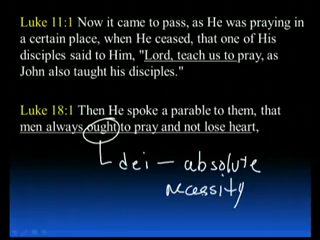 Luke 11:1 Now it came to pass, as He was praying in
a certain place, when He ceased, that one of His
disciples said to Him, "Lord, teach us to pray, as
John also taught his disciples."
Luke 18:1 Then He spoke a parable to them, that
men always ought to pray and not lose heart,
dei – absolute
necessity